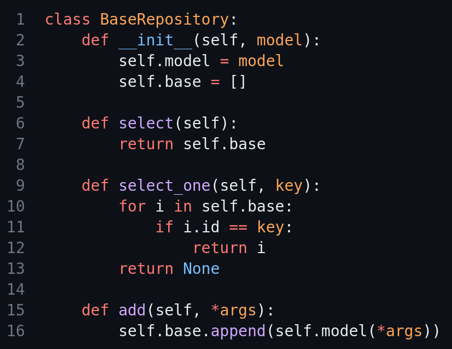 1 class BaseRepository:
2     def __init__(self, model):
3         self.model = model
4         self.base = []
5
6     def select(self):
7         return self.base
8
9     def select_one(self, key):
10         for i in self.base:
11             if i.id == key:
12                 return i
13         return None
14
15     def add(self, *args):
16         self.base.append(self.model(*args))